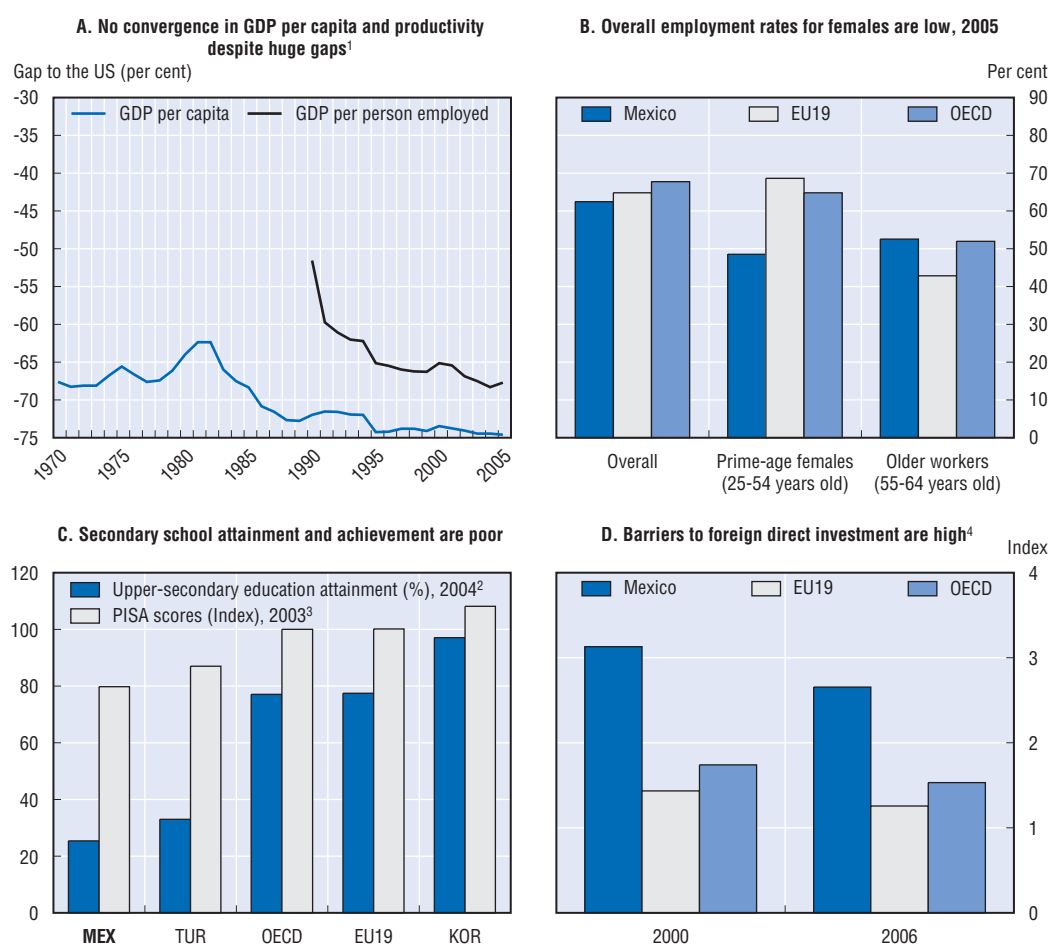 A. No convergence in GDP per capita and productivity
despite huge gaps¹
Gap to the US (per cent)
-30
-35
-40
-45
-50
-55
-60
-65
-70
-75
GDP per capita
GDP per person employed
1970
1975
1980
1985
1990
1995
2000
2005
B. Overall employment rates for females are low, 2005
Per cent
90
80
70
60
50
40
30
20
10
0
Mexico
EU19
OECD
Overall
Prime-age females
(25-54 years old)
Older workers
(55-64 years old)
C. Secondary school attainment and achievement are poor
120
100
80
60
40
20
0
Upper-secondary education attainment (%), 2004²
PISA scores (Index), 2003³
MEX
TUR
OECD
EU19
KOR
D. Barriers to foreign direct investment are high⁴
Index
4
3
2
1
0
Mexico
EU19
OECD
2000
2006